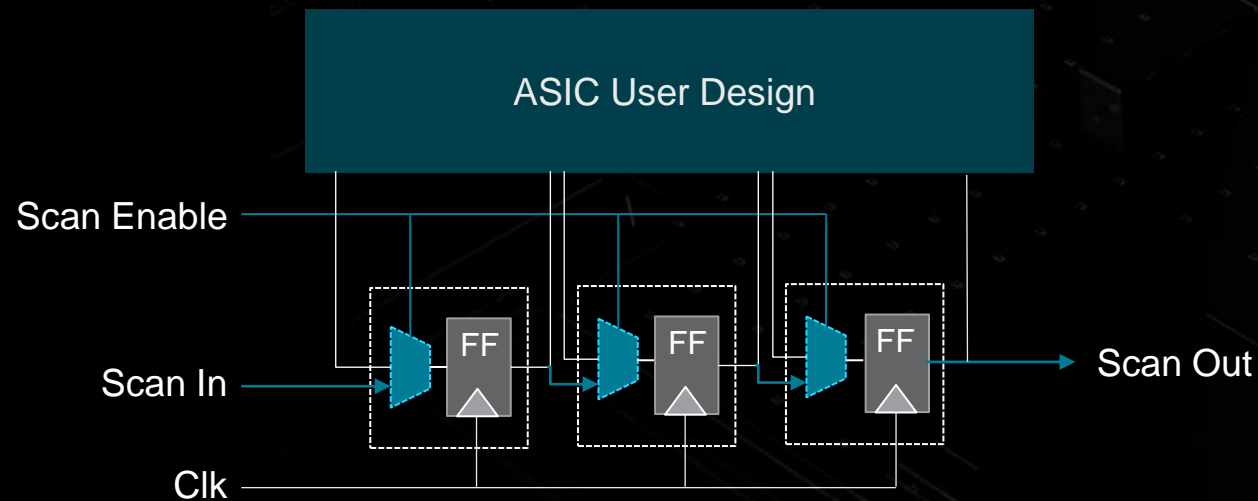 ASIC User Design
Scan Enable
FF
FF
FF
Scan In
Scan Out
Clk